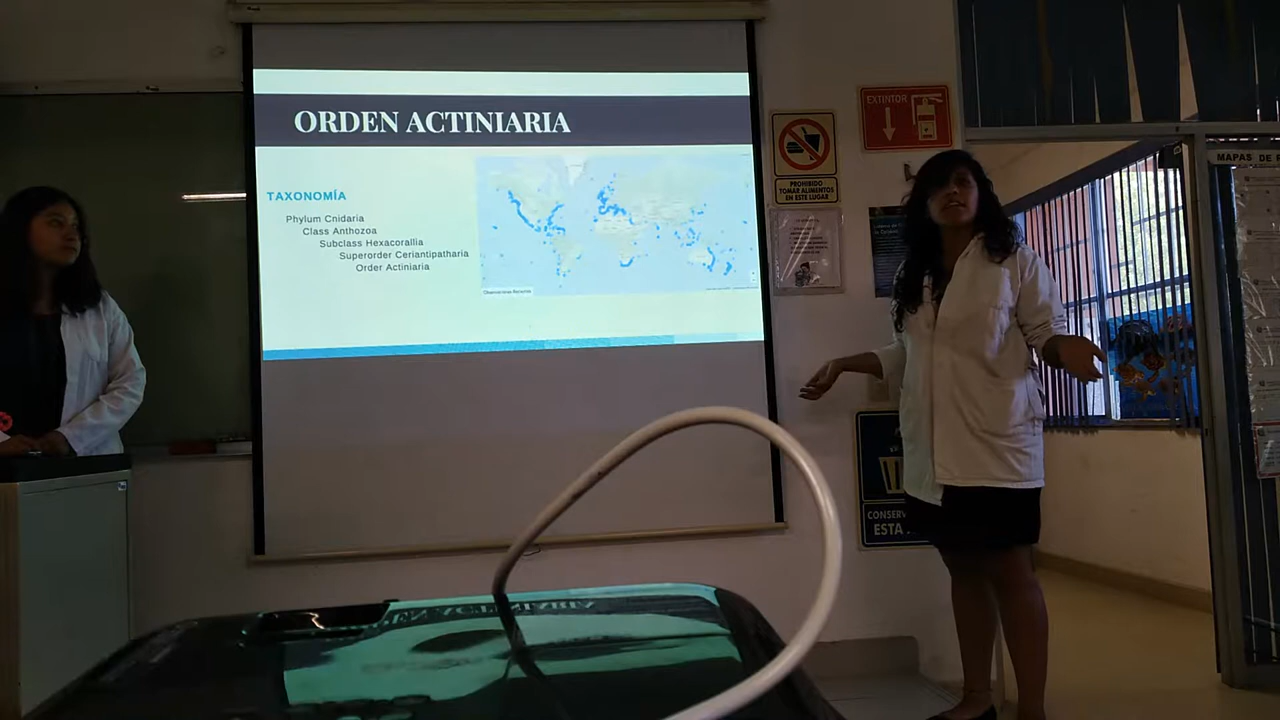 ORDEN ACTINIARIA
TAXONOMÍA
Phylum Cnidaria
Class Anthozoa
Subclass Hexacorallia
Superorder Ceriantipatharia
Order Actiniaria
EXTINTOR
PROHIBIDO
TOMAR ALIMENTOS
EN ESTE LUGAR
CONSERV
ESTA
MAPAS DE